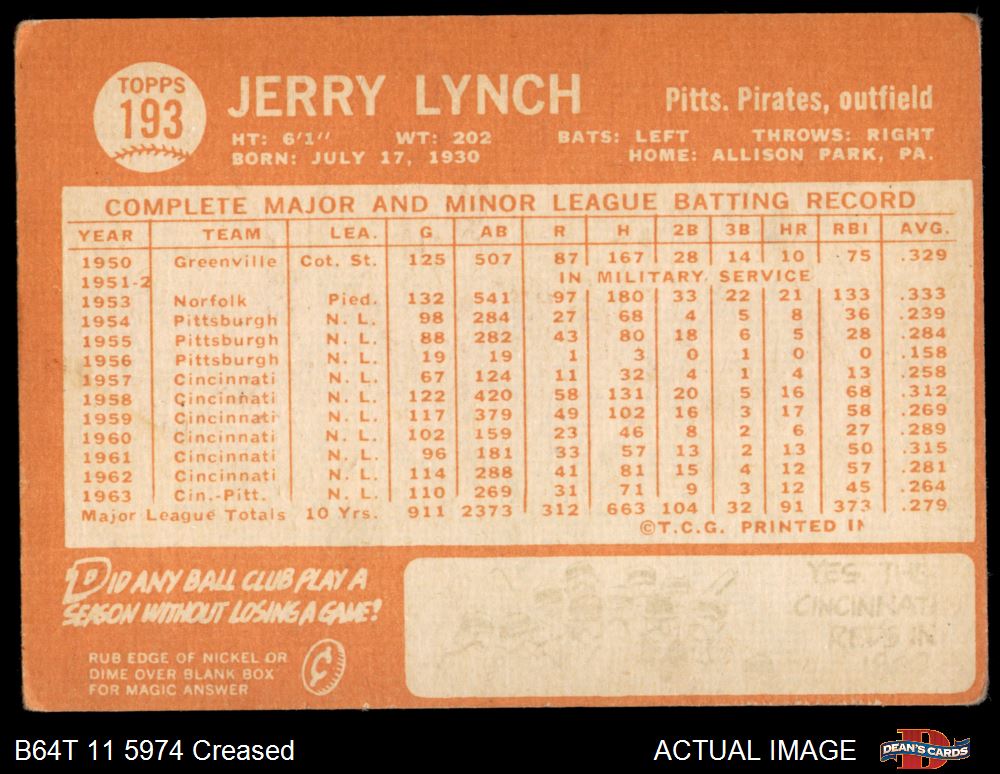 TOPPS
193
JERRY LYNCH
Pitts. Pirates, outfield
HT: 6'1" WT: 202 BATS: LEFT THROWS: RIGHT
BORN: JULY 17, 1930 HOME: ALLISON PARK, PA.
COMPLETE MAJOR AND MINOR LEAGUE BATTING RECORD
YEAR TEAM LEA. G AB R H 2B 3B HR RBI AVG.
1950 Greenville Cot. St. 125 507 87 167 28 14 10 75 .329
1951-2 IN MILITARY SERVICE
1953 Norfolk Pied. 132 541 97 180 33 22 21 133 .333
1954 Pittsburgh N. L. 98 284 27 68 4 5 8 36 .239
1955 Pittsburgh N. L. 88 282 43 80 18 6 5 28 .284
1956 Pittsburgh N. L. 19 19 1 3 0 1 0 0 .158
1957 Cincinnati N. L. 67 124 11 32 4 1 4 13 .258
1958 Cincinnati N. L. 122 420 58 131 20 5 16 68 .312
1959 Cincinnati N. L. 117 379 49 102 16 3 17 58 .269
1960 Cincinnati N. L. 102 159 23 46 8 2 6 27 .289
1961 Cincinnati N. L. 96 181 33 57 13 2 13 50 .315
1962 Cincinnati N. L. 114 288 41 81 15 4 12 57 .281
1963 Cin.-Pitt. N. L. 110 269 31 71 9 3 12 45 .264
Major League Totals 10 Yrs. 911 2373 312 663 104 32 91 373 .279
©T.C.G. PRINTED IN
DID ANY BALL CLUB PLAY A
SEASON WITHOUT LOSING A GAME?
RUB EDGE OF NICKEL OR
DIME OVER BLANK BOX
FOR MAGIC ANSWER
¢
YES THE
CINCINNATI
REDS IN
B64T 11 5974 Creased
ACTUAL IMAGE
DEAN'S CARDS